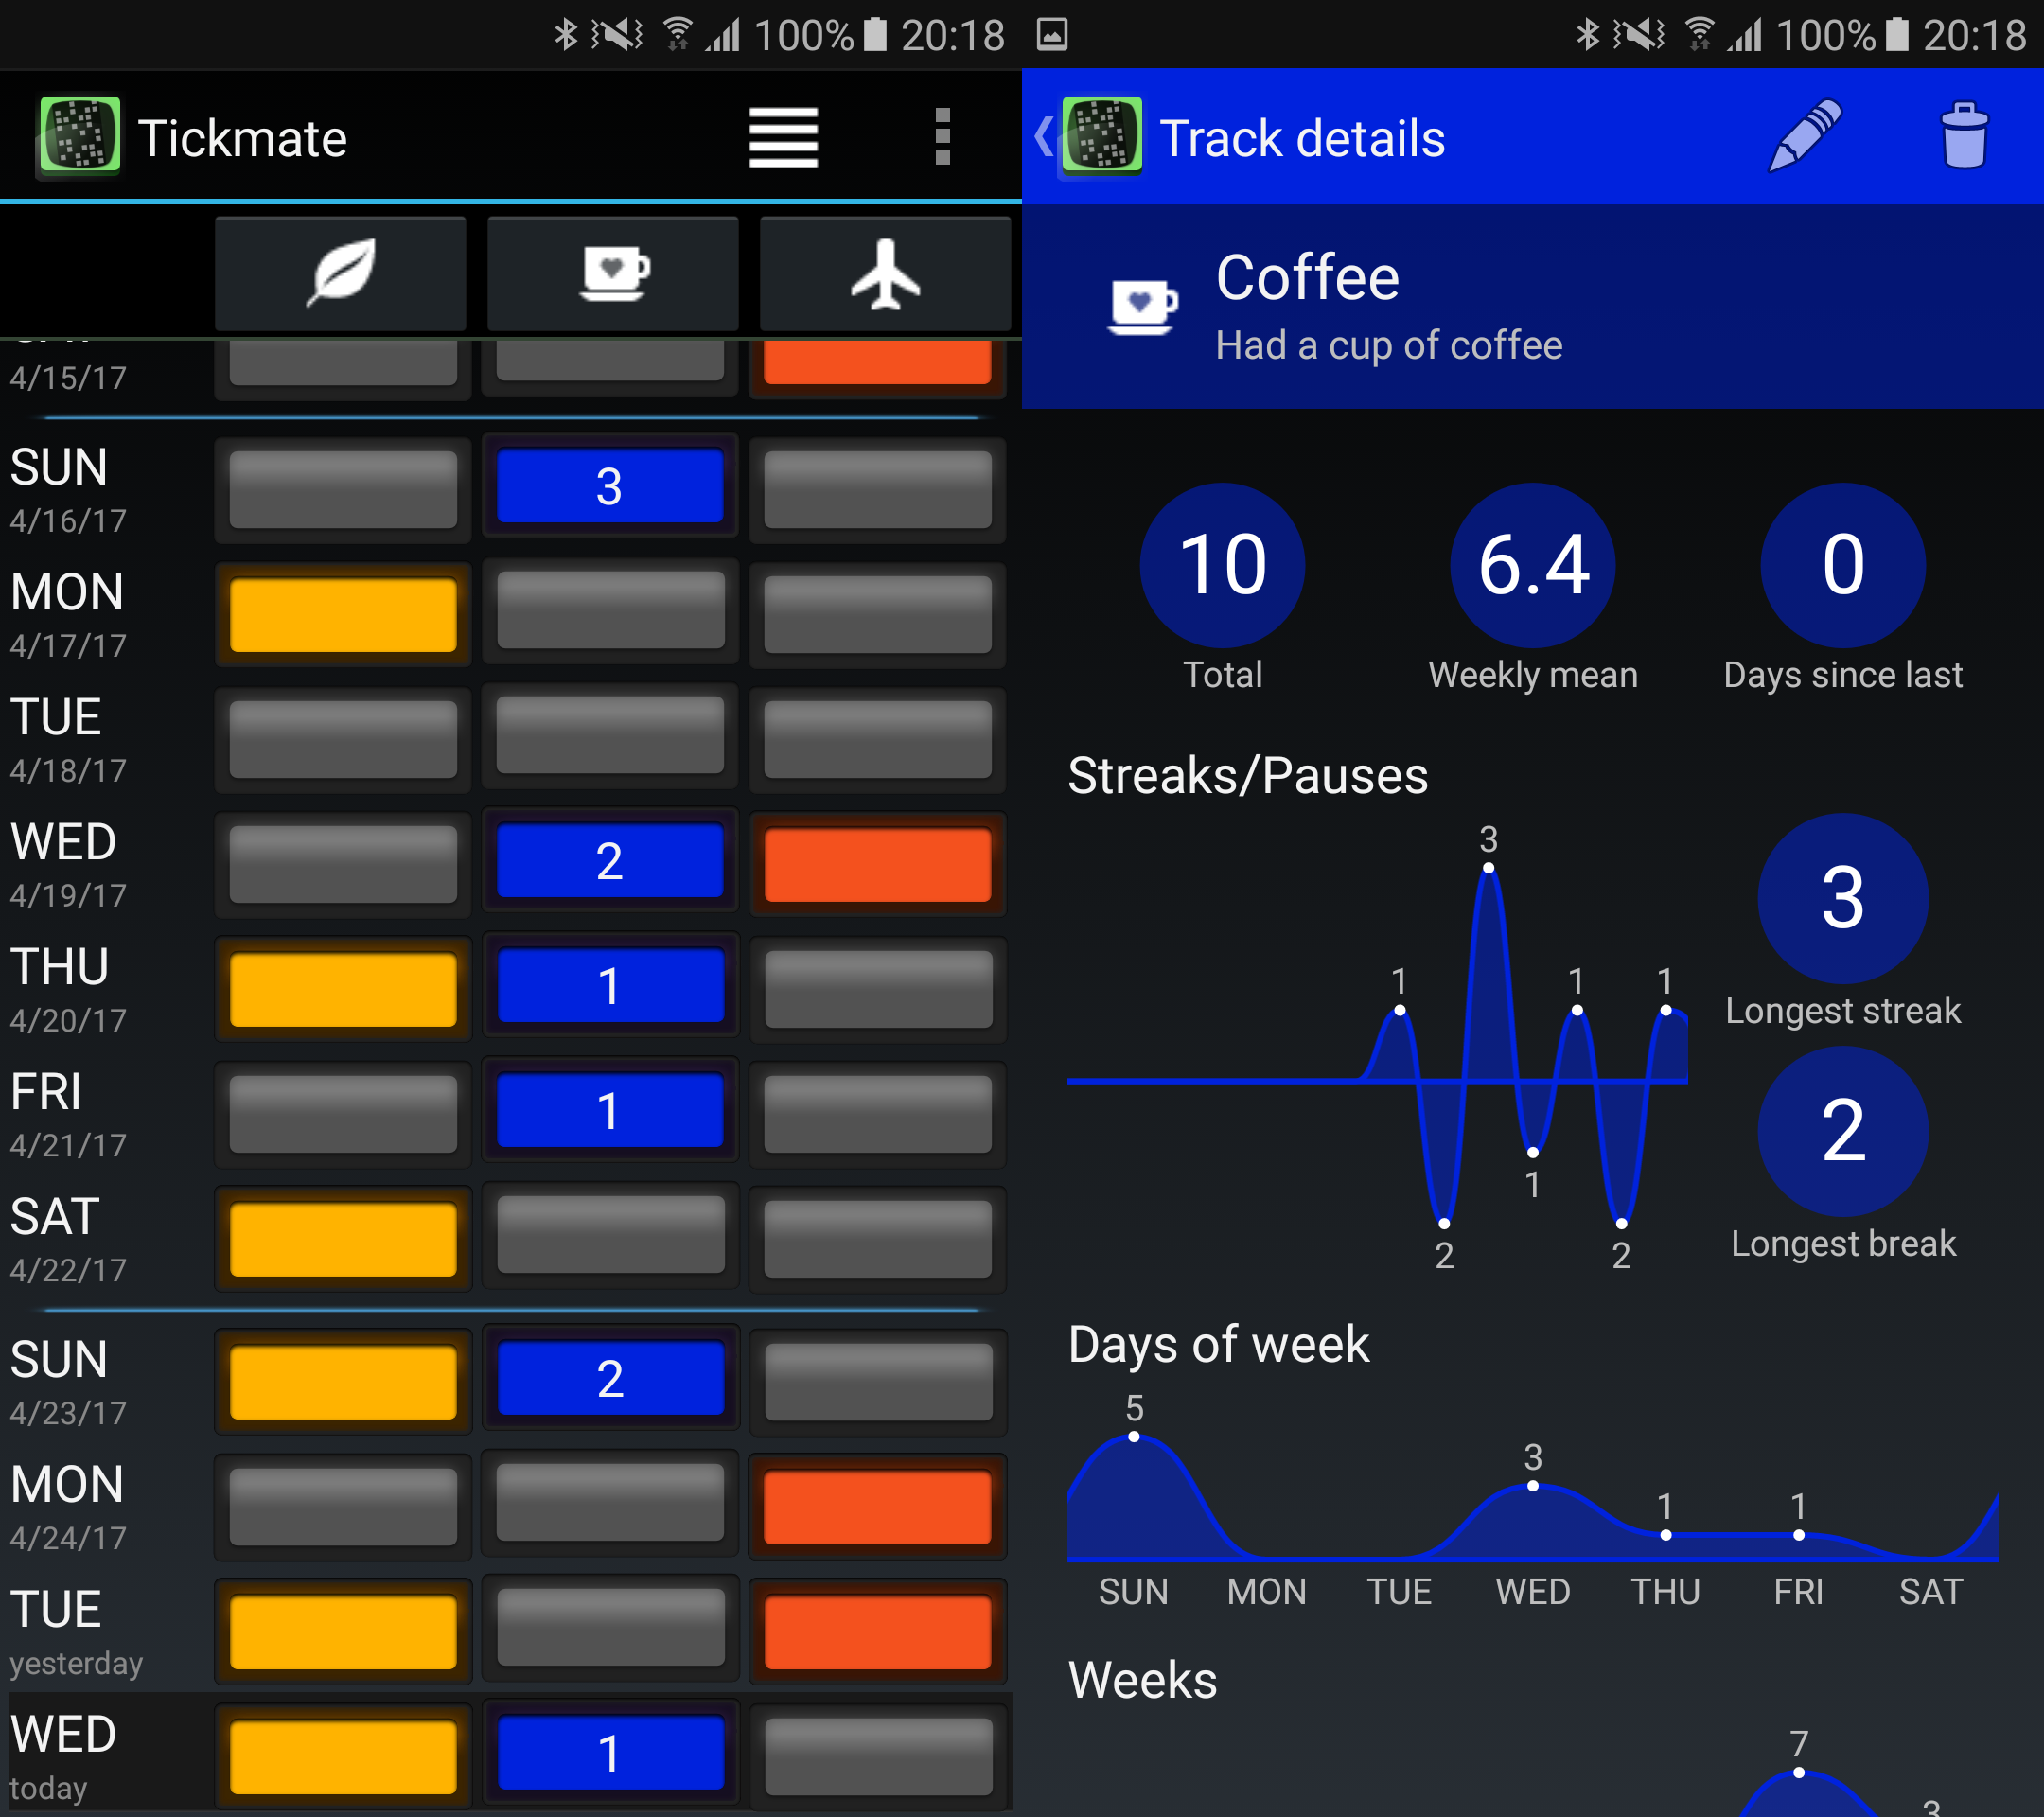 100% 20:18
Tickmate
4/15/17
SUN
3
4/16/17
MON
4/17/17
TUE
4/18/17
WED
2
4/19/17
THU
1
4/20/17
FRI
1
4/21/17
SAT
4/22/17
SUN
2
4/23/17
MON
4/24/17
TUE
yesterday
WED
1
today
100% 20:18
Track details
Coffee
Had a cup of coffee
10 6.4 0
Total Weekly mean Days since last
Streaks/Pauses
3
3
1 1 1
Longest streak
2
1
2 2
Longest break
Days of week
5
3
1 1
SUN MON TUE WED THU FRI SAT
Weeks
7
3